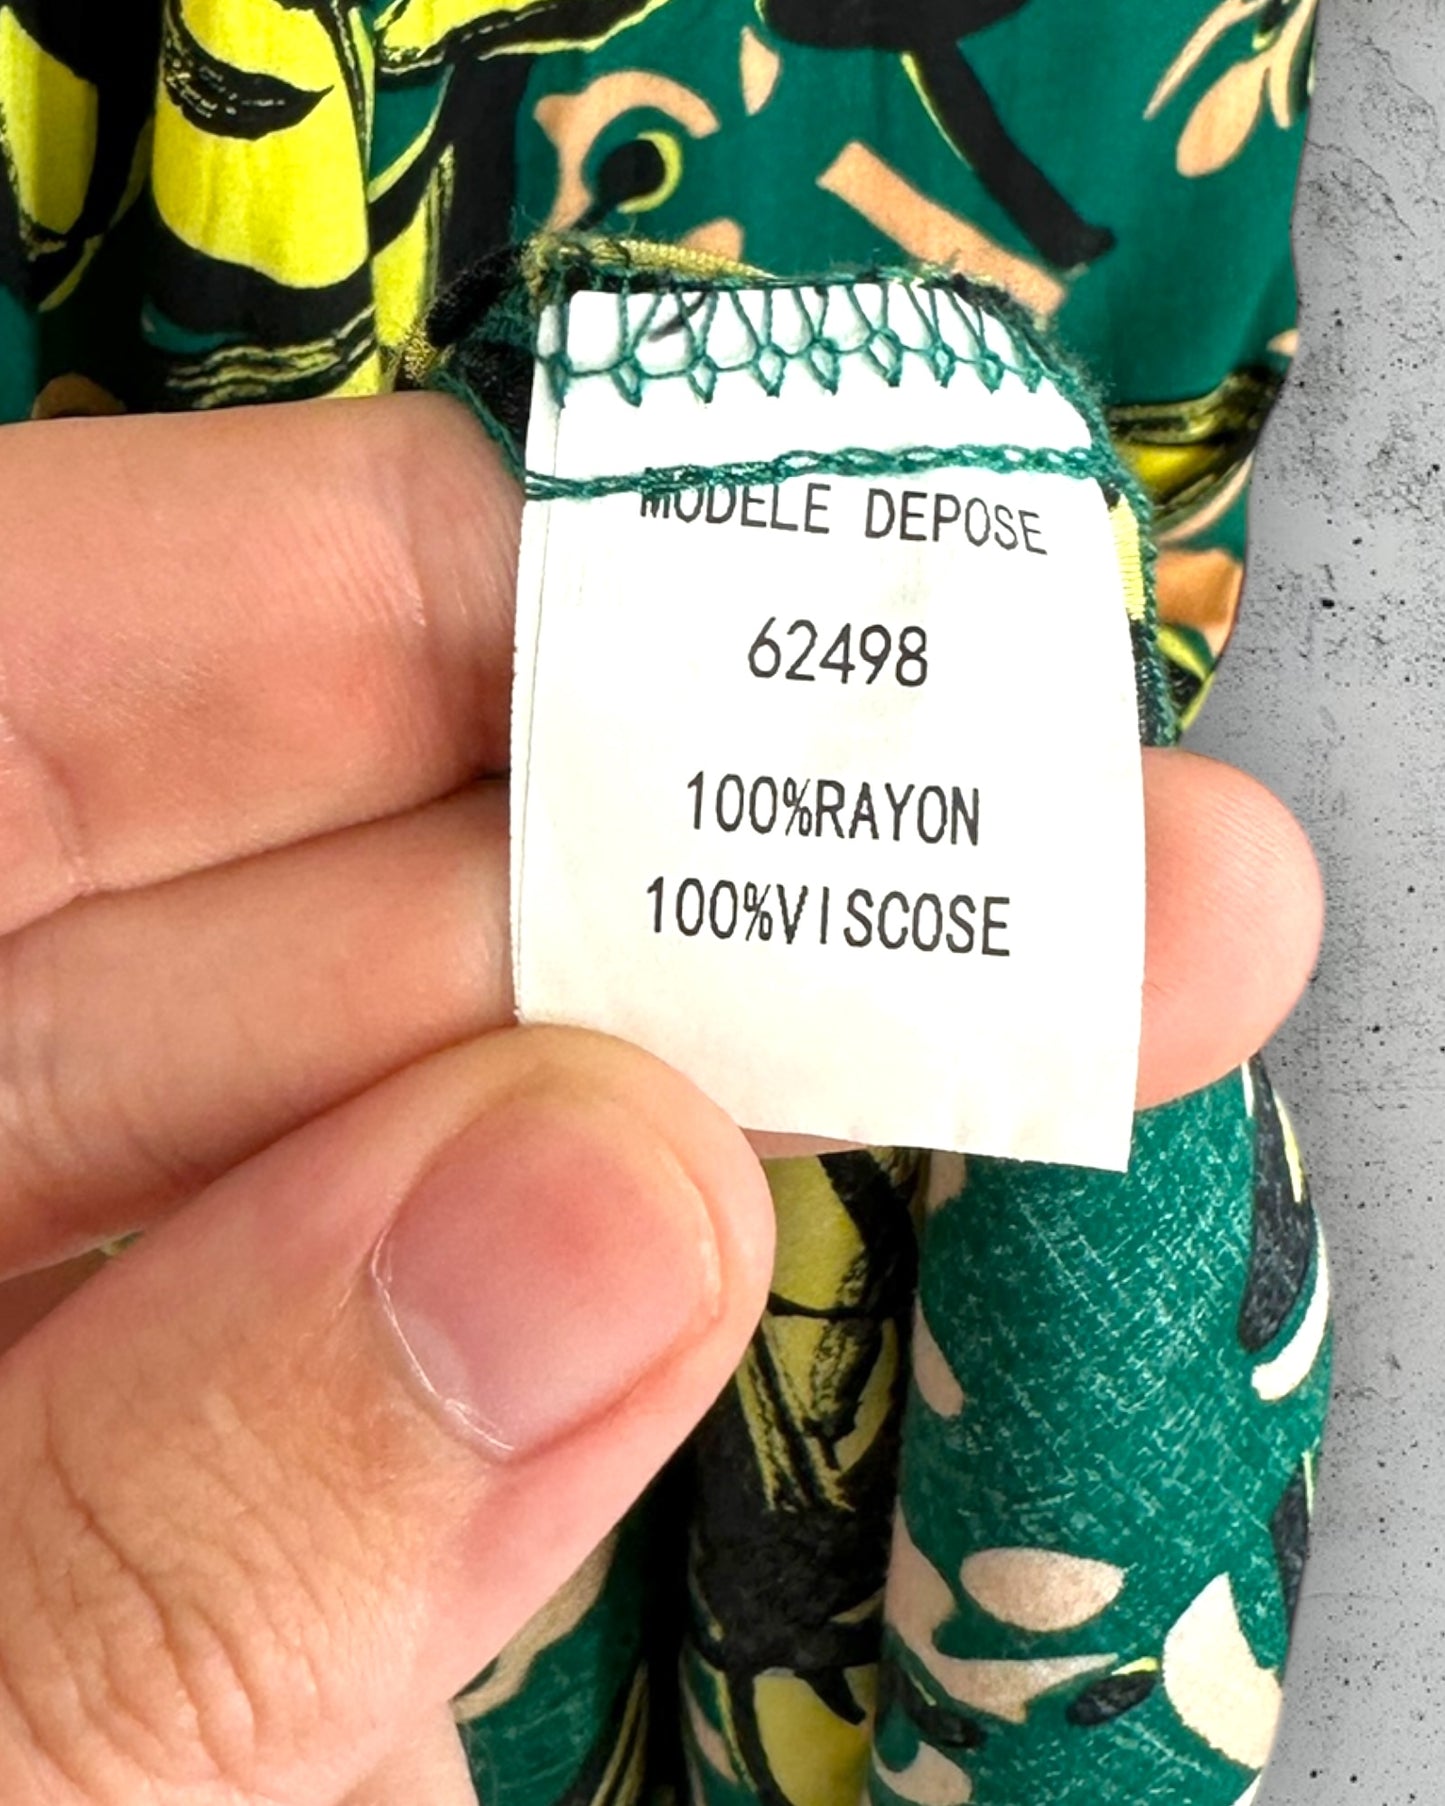 MODELE DEPOSE
62498
100%RAYON
100%VISCOSE